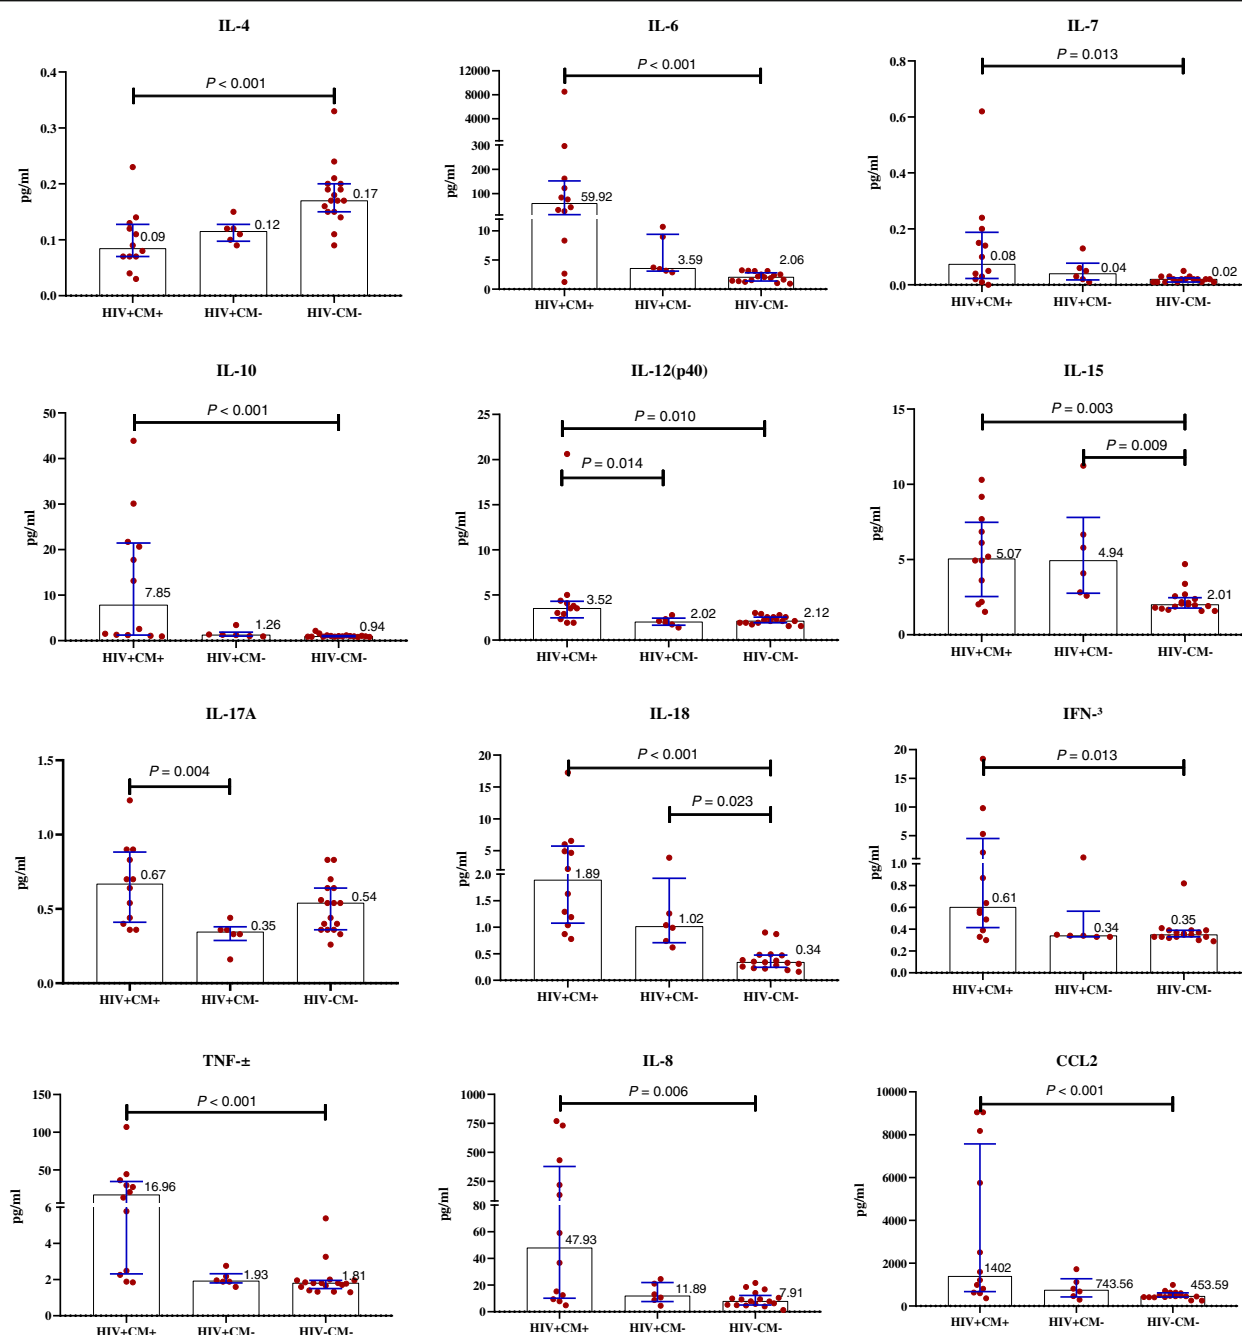 IL-4
pg/ml
0.4
0.3
0.2
0.1
0.0
P < 0.001
0.09
0.12
0.17
HIV+CM+ HIV+CM- HIV-CM-
IL-6
pg/ml
12000
8000
4000
300
200
100
10
5
0
P < 0.001
59.92
3.59
2.06
HIV+CM+ HIV+CM- HIV-CM-
IL-7
pg/ml
0.8
0.6
0.4
0.2
0.0
P = 0.013
0.08
0.04
0.02
HIV+CM+ HIV+CM- HIV-CM-
IL-10
pg/ml
50
40
30
20
10
0
P < 0.001
7.85
1.26
0.94
HIV+CM+ HIV+CM- HIV-CM-
IL-12(p40)
pg/ml
25
20
15
10
5
0
P = 0.010
P = 0.014
3.52
2.02
2.12
HIV+CM+ HIV+CM- HIV-CM-
IL-15
pg/ml
15
10
5
0
P = 0.003
P = 0.009
5.07
4.94
2.01
HIV+CM+ HIV+CM- HIV-CM-
IL-17A
pg/ml
1.5
1.0
0.5
0.0
P = 0.004
0.67
0.35
0.54
HIV+CM+ HIV+CM- HIV-CM-
IL-18
pg/ml
20
15
10
5
2.0
1.5
1.0
0.5
0.0
P < 0.001
P = 0.023
1.89
1.02
0.34
HIV+CM+ HIV+CM- HIV-CM-
IFN-³
pg/ml
20
15
10
5
1.0
0.8
0.6
0.4
0.2
0.0
P = 0.013
0.61
0.34
0.35
HIV+CM+ HIV+CM- HIV-CM-
TNF-±
pg/ml
150
100
50
6
4
2
0
P < 0.001
16.96
1.93
1.81
HIV+CM+ HIV+CM- HIV-CM-
IL-8
pg/ml
1000
750
500
250
80
60
40
20
0
P = 0.006
47.93
11.89
7.91
HIV+CM+ HIV+CM- HIV-CM-
CCL2
pg/ml
10000
8000
6000
4000
2000
0
P < 0.001
1402
743.56
453.59
HIV+CM+ HIV+CM- HIV-CM-